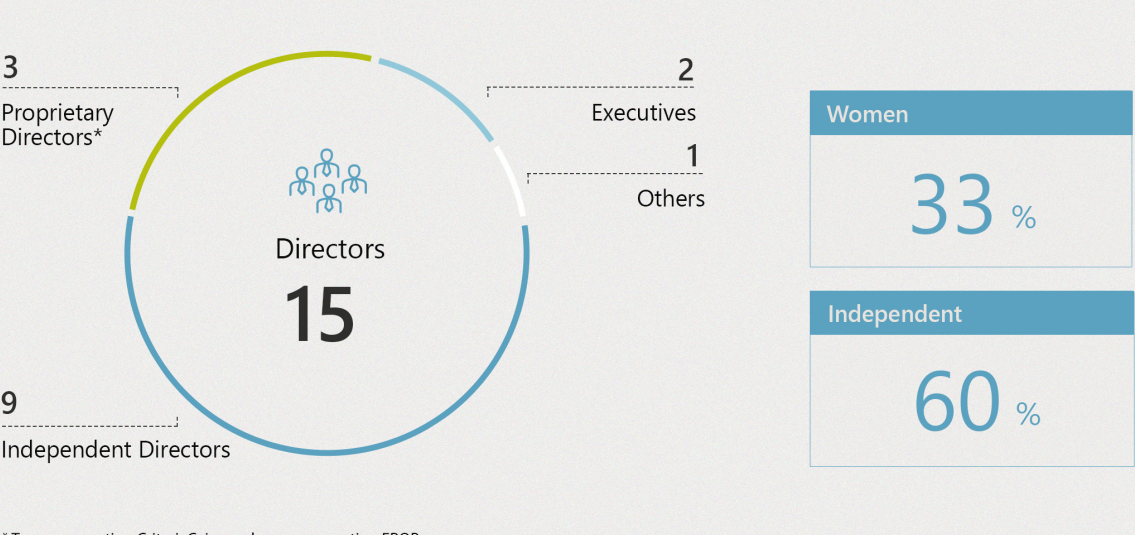 3
Proprietary
Directors*
2
Executives
1
Others
Directors
15
9
Independent Directors
Women
33 %
Independent
60 %